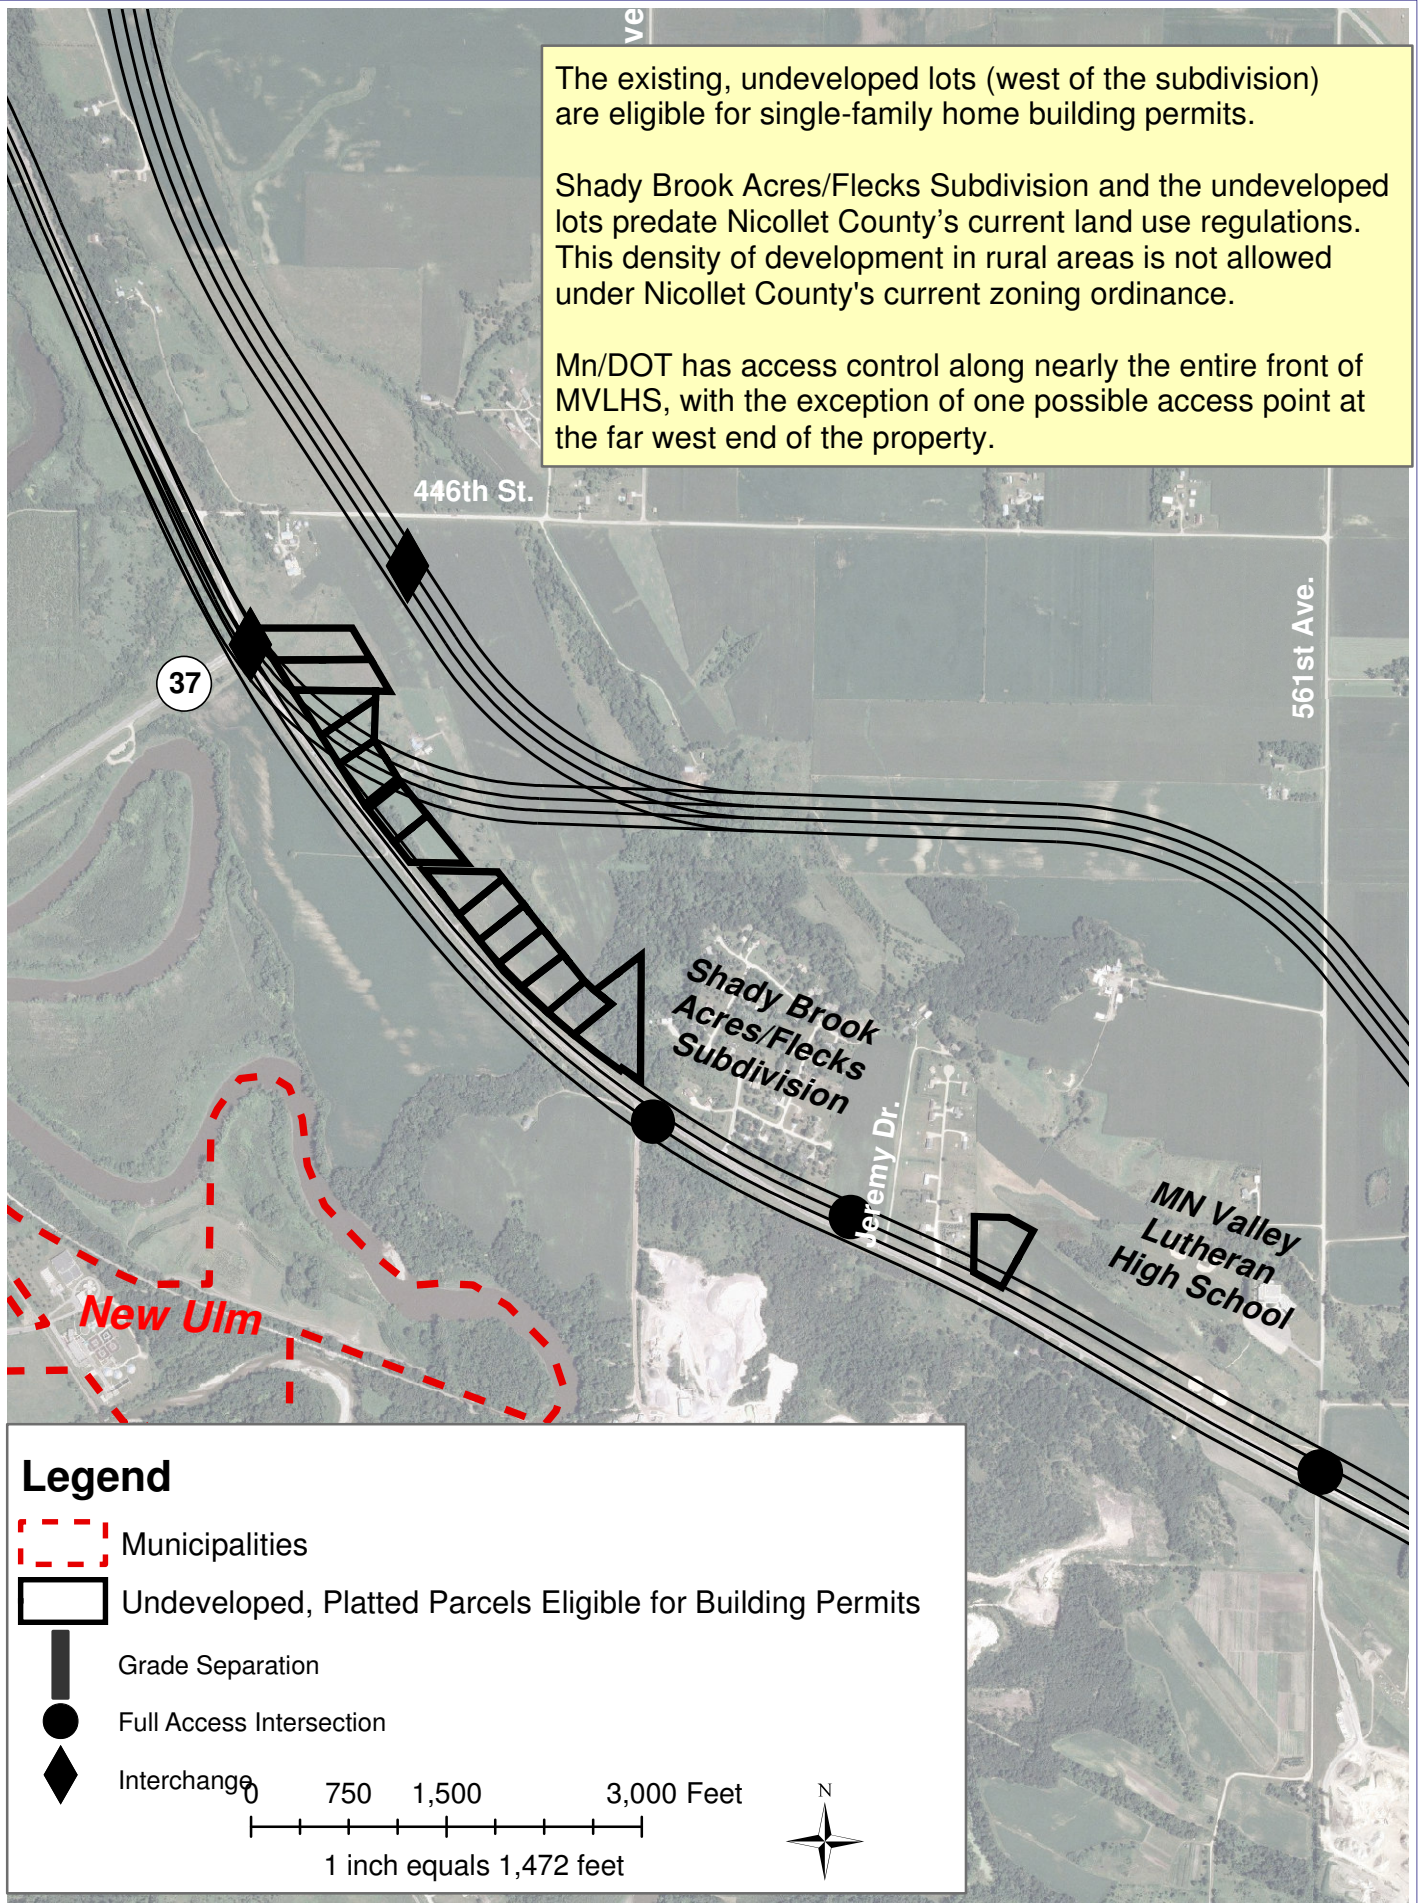 ve
The existing, undeveloped lots (west of the subdivision)
are eligible for single-family home building permits.
Shady Brook Acres/Flecks Subdivision and the undeveloped
lots predate Nicollet County’s current land use regulations.
This density of development in rural areas is not allowed
under Nicollet County's current zoning ordinance.
Mn/DOT has access control along nearly the entire front of
MVLHS, with the exception of one possible access point at
the far west end of the property.
446th St.
561st Ave.
37
Shady Brook
Acres/Flecks
Subdivision
Jeremy Dr.
MN Valley
Lutheran
High School
New Ulm
Legend
Municipalities
Undeveloped, Platted Parcels Eligible for Building Permits
Grade Separation
Full Access Intersection
Interchange
0 750 1,500 3,000 Feet
1 inch equals 1,472 feet
N